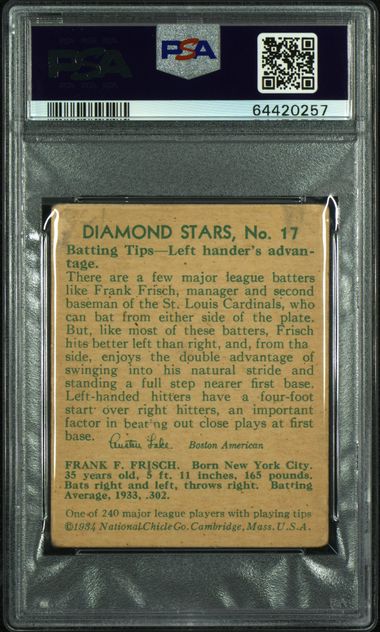 PSA
PSA
64420257
DIAMOND STARS, No. 17
Batting Tips—Left hander's advan-
tage.
There are a few major league batters
like Frank Frisch, manager and second
baseman of the St. Louis Cardinals, who
can bat from either side of the plate.
But, like most of these batters, Frisch
hits better left than right, and, from tha
side, enjoys the double advantage of
swinging into his natural stride and
standing a full step nearer first base.
Left-handed hitters have a four-foot
start over right hitters, an important
factor in beating out close plays at first
base. Austen Lake Boston American
FRANK F. FRISCH. Born New York City.
35 years old, 5 ft. 11 inches, 165 pounds.
Bats right and left, throws right. Batting
Average, 1933, .302.
One of 240 major league players with playing tips
©1934 National Chicle Co. Cambridge, Mass. U.S.A.